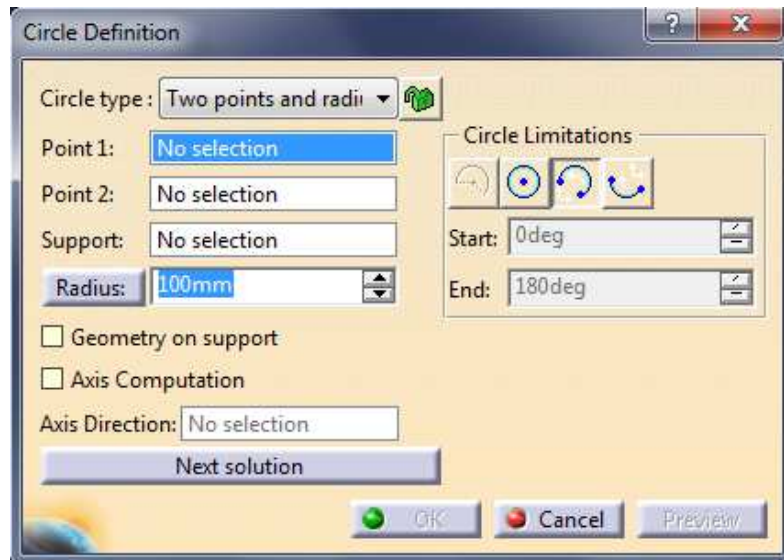 Circle Definition
?
X
Circle type : Two points and radiu
Point 1: No selection
Point 2: No selection
Support: No selection
Radius: 100mm
Geometry on support
Axis Computation
Axis Direction: No selection
Next solution
Circle Limitations
Start: 0deg
End: 180deg
OK
Cancel
Preview